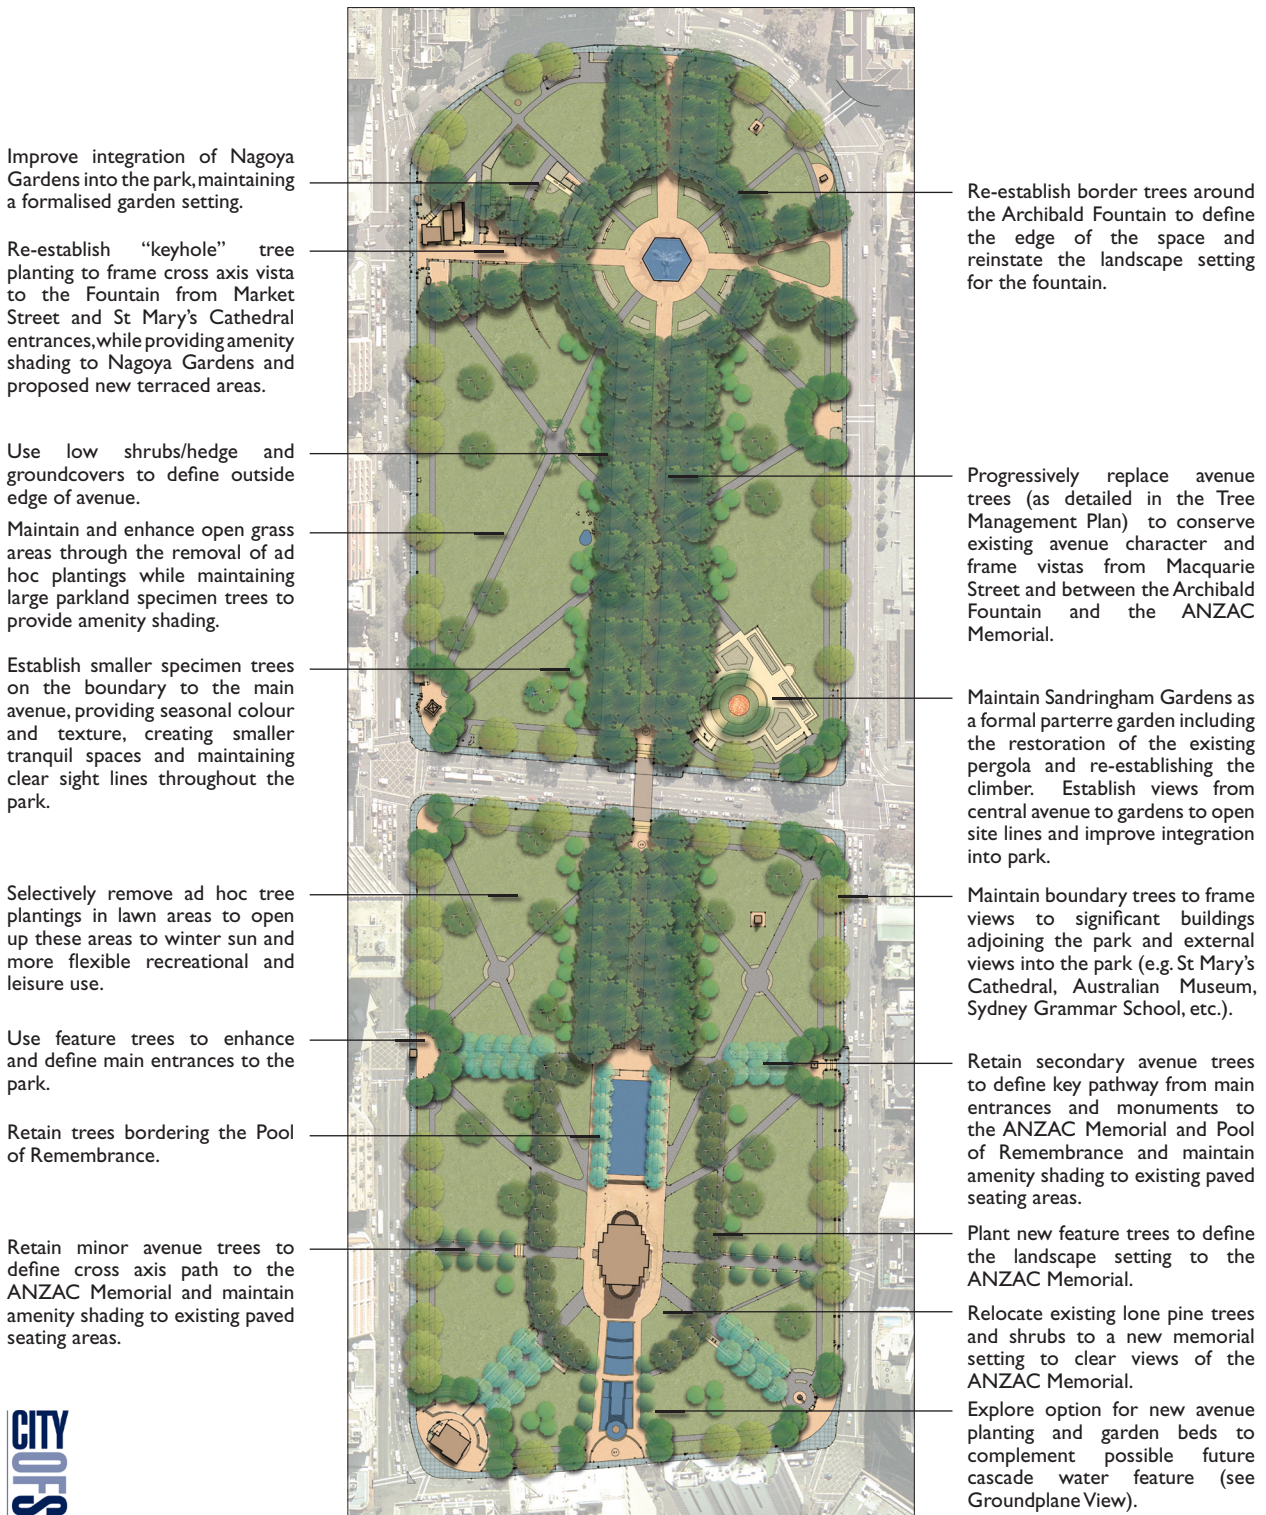 Improve integration of Nagoya
Gardens into the park, maintaining
a formalised garden setting.
Re-establish “keyhole” tree
planting to frame cross axis vista
to the Fountain from Market
Street and St Mary’s Cathedral
entrances, while providing amenity
shading to Nagoya Gardens and
proposed new terraced areas.
Use low shrubs/hedge and
groundcovers to define outside
edge of avenue.
Maintain and enhance open grass
areas through the removal of ad
hoc plantings while maintaining
large parkland specimen trees to
provide amenity shading.
Establish smaller specimen trees
on the boundary to the main
avenue, providing seasonal colour
and texture, creating smaller
tranquil spaces and maintaining
clear sight lines throughout the
park.
Selectively remove ad hoc tree
plantings in lawn areas to open
up these areas to winter sun and
more flexible recreational and
leisure use.
Use feature trees to enhance
and define main entrances to the
park.
Retain trees bordering the Pool
of Remembrance.
Retain minor avenue trees to
define cross axis path to the
ANZAC Memorial and maintain
amenity shading to existing paved
seating areas.
CITY
OF S
Re-establish border trees around
the Archibald Fountain to define
the edge of the space and
reinstate the landscape setting
for the fountain.
Progressively replace avenue
trees (as detailed in the Tree
Management Plan) to conserve
existing avenue character and
frame vistas from Macquarie
Street and between the Archibald
Fountain and the ANZAC
Memorial.
Maintain Sandringham Gardens as
a formal parterre garden including
the restoration of the existing
pergola and re-establishing the
climber. Establish views from
central avenue to gardens to open
site lines and improve integration
into park.
Maintain boundary trees to frame
views to significant buildings
adjoining the park and external
views into the park (e.g. St Mary’s
Cathedral, Australian Museum,
Sydney Grammar School, etc.).
Retain secondary avenue trees
to define key pathway from main
entrances and monuments to
the ANZAC Memorial and Pool
of Remembrance and maintain
amenity shading to existing paved
seating areas.
Plant new feature trees to define
the landscape setting to the
ANZAC Memorial.
Relocate existing lone pine trees
and shrubs to a new memorial
setting to clear views of the
ANZAC Memorial.
Explore option for new avenue
planting and garden beds to
complement possible future
cascade water feature (see
Groundplane View).